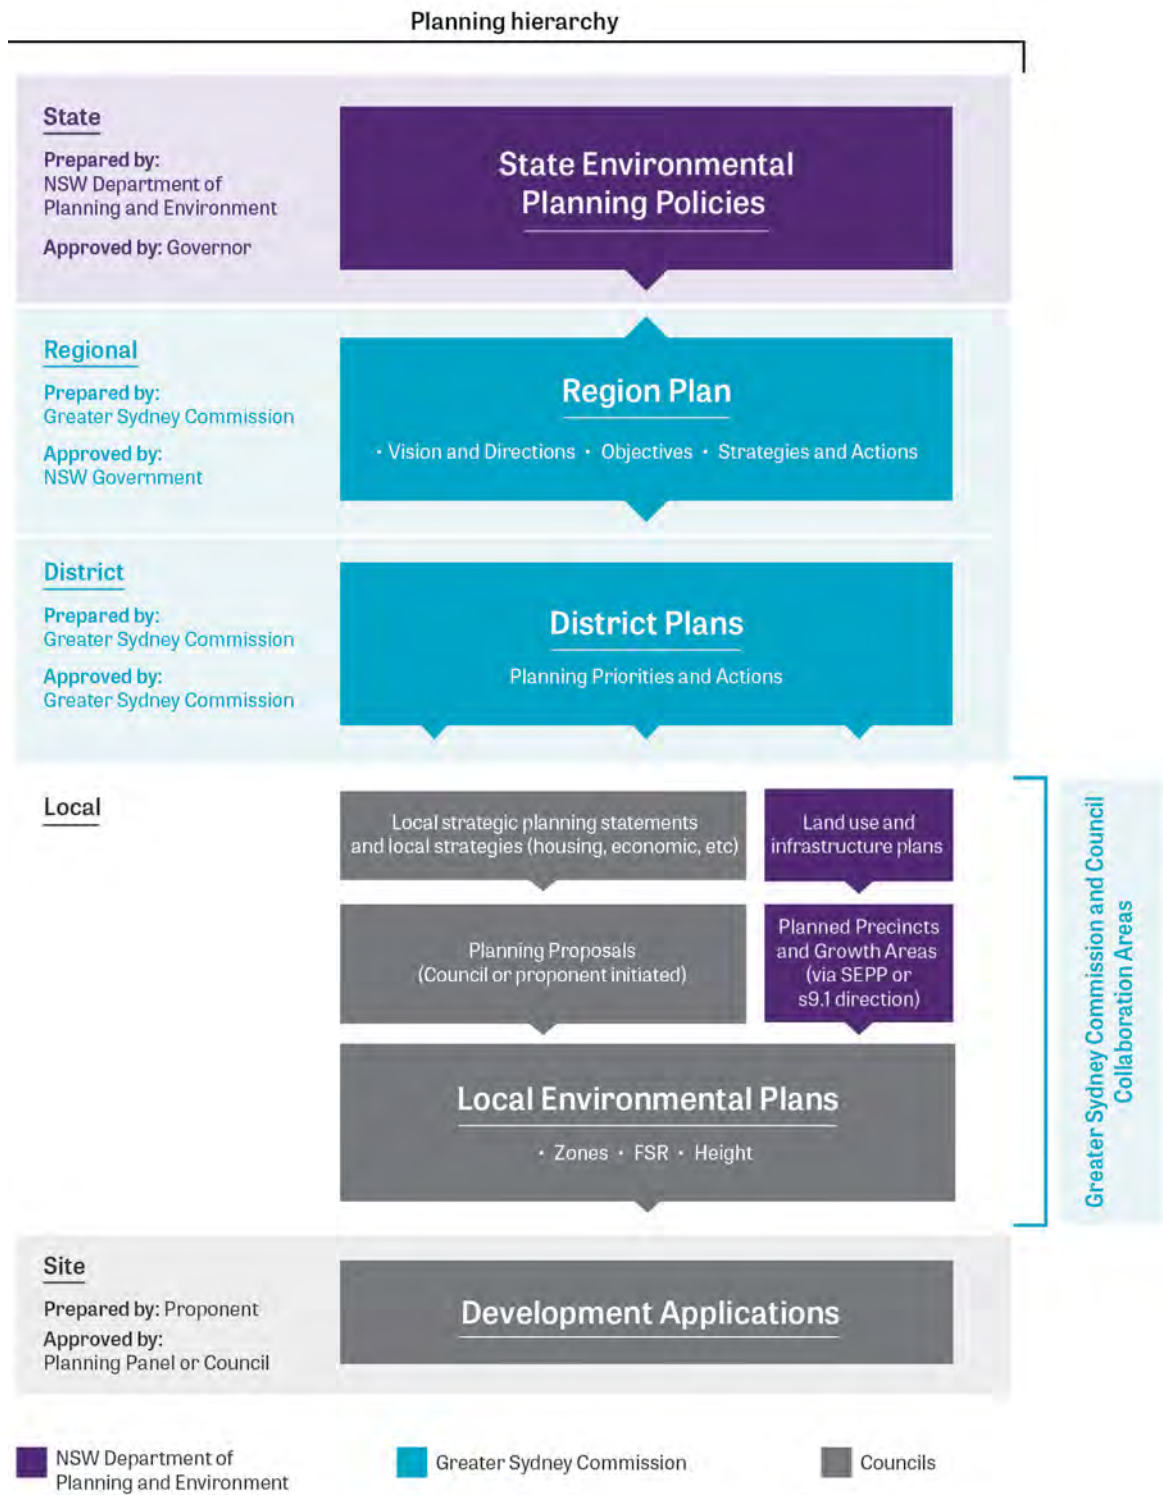 Planning hierarchy
State
Prepared by:
NSW Department of
Planning and Environment
Approved by: Governor
State Environmental
Planning Policies
Regional
Prepared by:
Greater Sydney Commission
Approved by:
NSW Government
Region Plan
• Vision and Directions • Objectives • Strategies and Actions
District
Prepared by:
Greater Sydney Commission
Approved by:
Greater Sydney Commission
District Plans
Planning Priorities and Actions
Local
Local strategic planning statements
and local strategies (housing, economic, etc)
Land use and
infrastructure plans
Planning Proposals
(Council or proponent initiated)
Planned Precincts
and Growth Areas
(via SEPP or
s9.1 direction)
Local Environmental Plans
• Zones • FSR • Height
Greater Sydney Commission and Council
Collaboration Areas
Site
Prepared by: Proponent
Approved by:
Planning Panel or Council
Development Applications
NSW Department of
Planning and Environment
Greater Sydney Commission
Councils